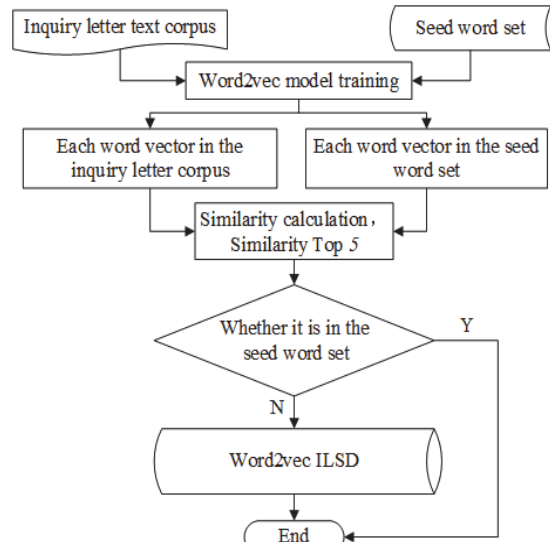 Inquiry letter text corpus
Seed word set
Word2vec model training
Each word vector in the
inquiry letter corpus
Each word vector in the seed
word set
Similarity calculation，
Similarity Top 5
Whether it is in the
seed word set
Y
N
Word2vec ILSD
End